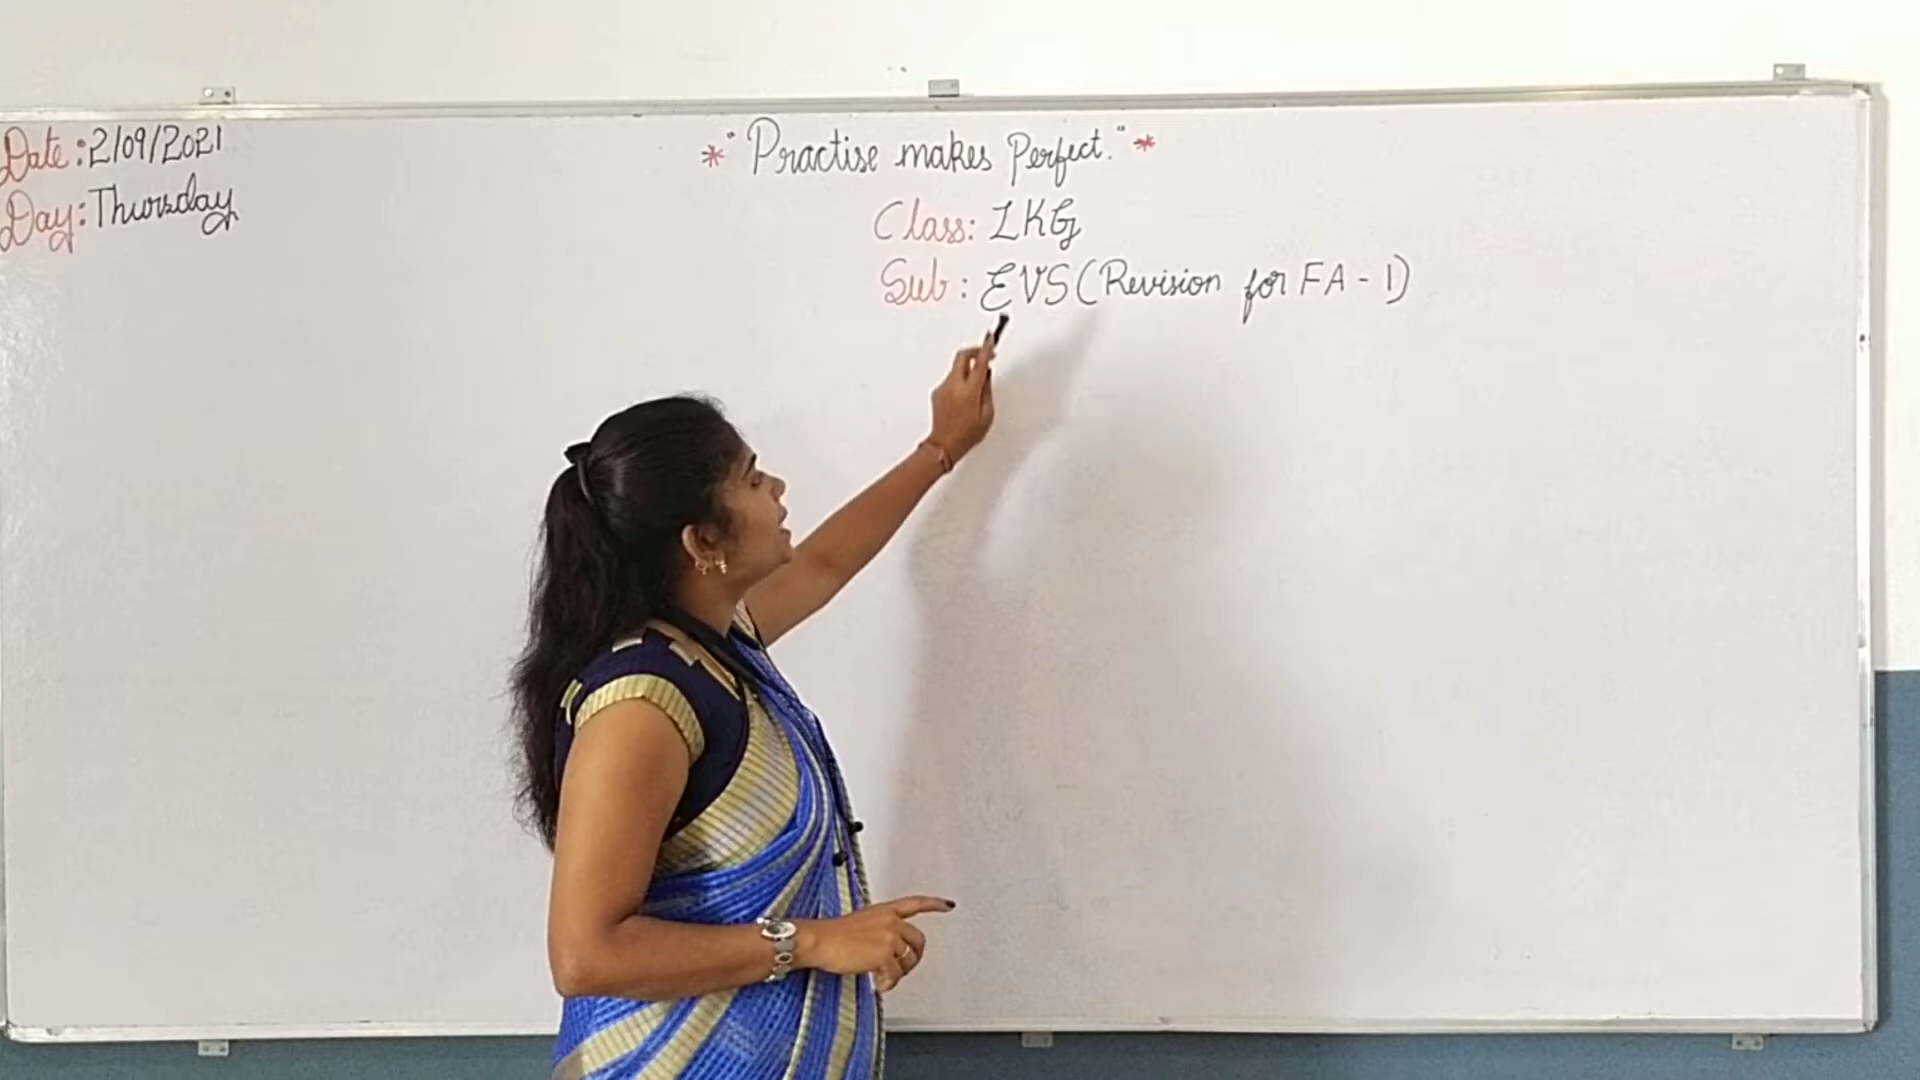 Date: 2/09/2021
Day: Thursday
* "Practise makes Perfect." *
Class: LKG
Sub: EVS (Revision for FA - 1)